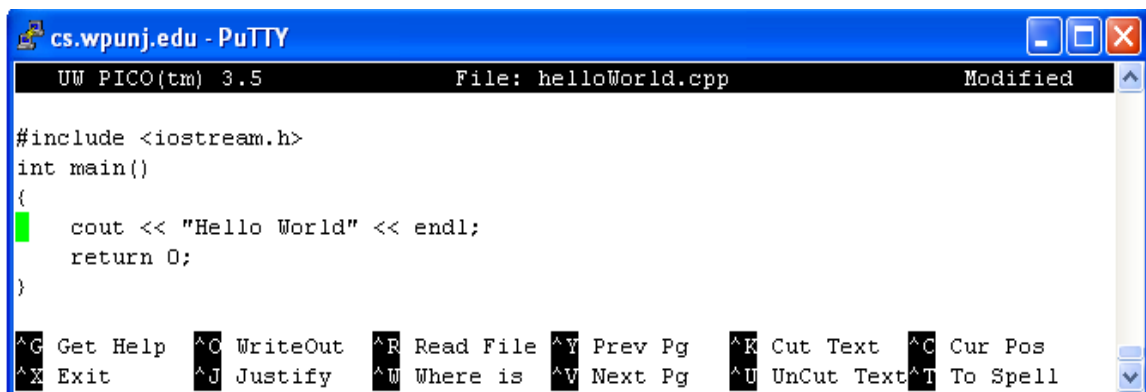 cs.wpunj.edu - PuTTY
UW PICO(tm) 3.5 File: helloWorld.cpp Modified
#include <iostream.h>
int main()
{
    cout << "Hello World" << endl;
    return 0;
}
^G Get Help ^O WriteOut ^R Read File ^Y Prev Pg ^K Cut Text ^C Cur Pos
^X Exit ^J Justify ^W Where is ^V Next Pg ^U UnCut Text ^T To Spell